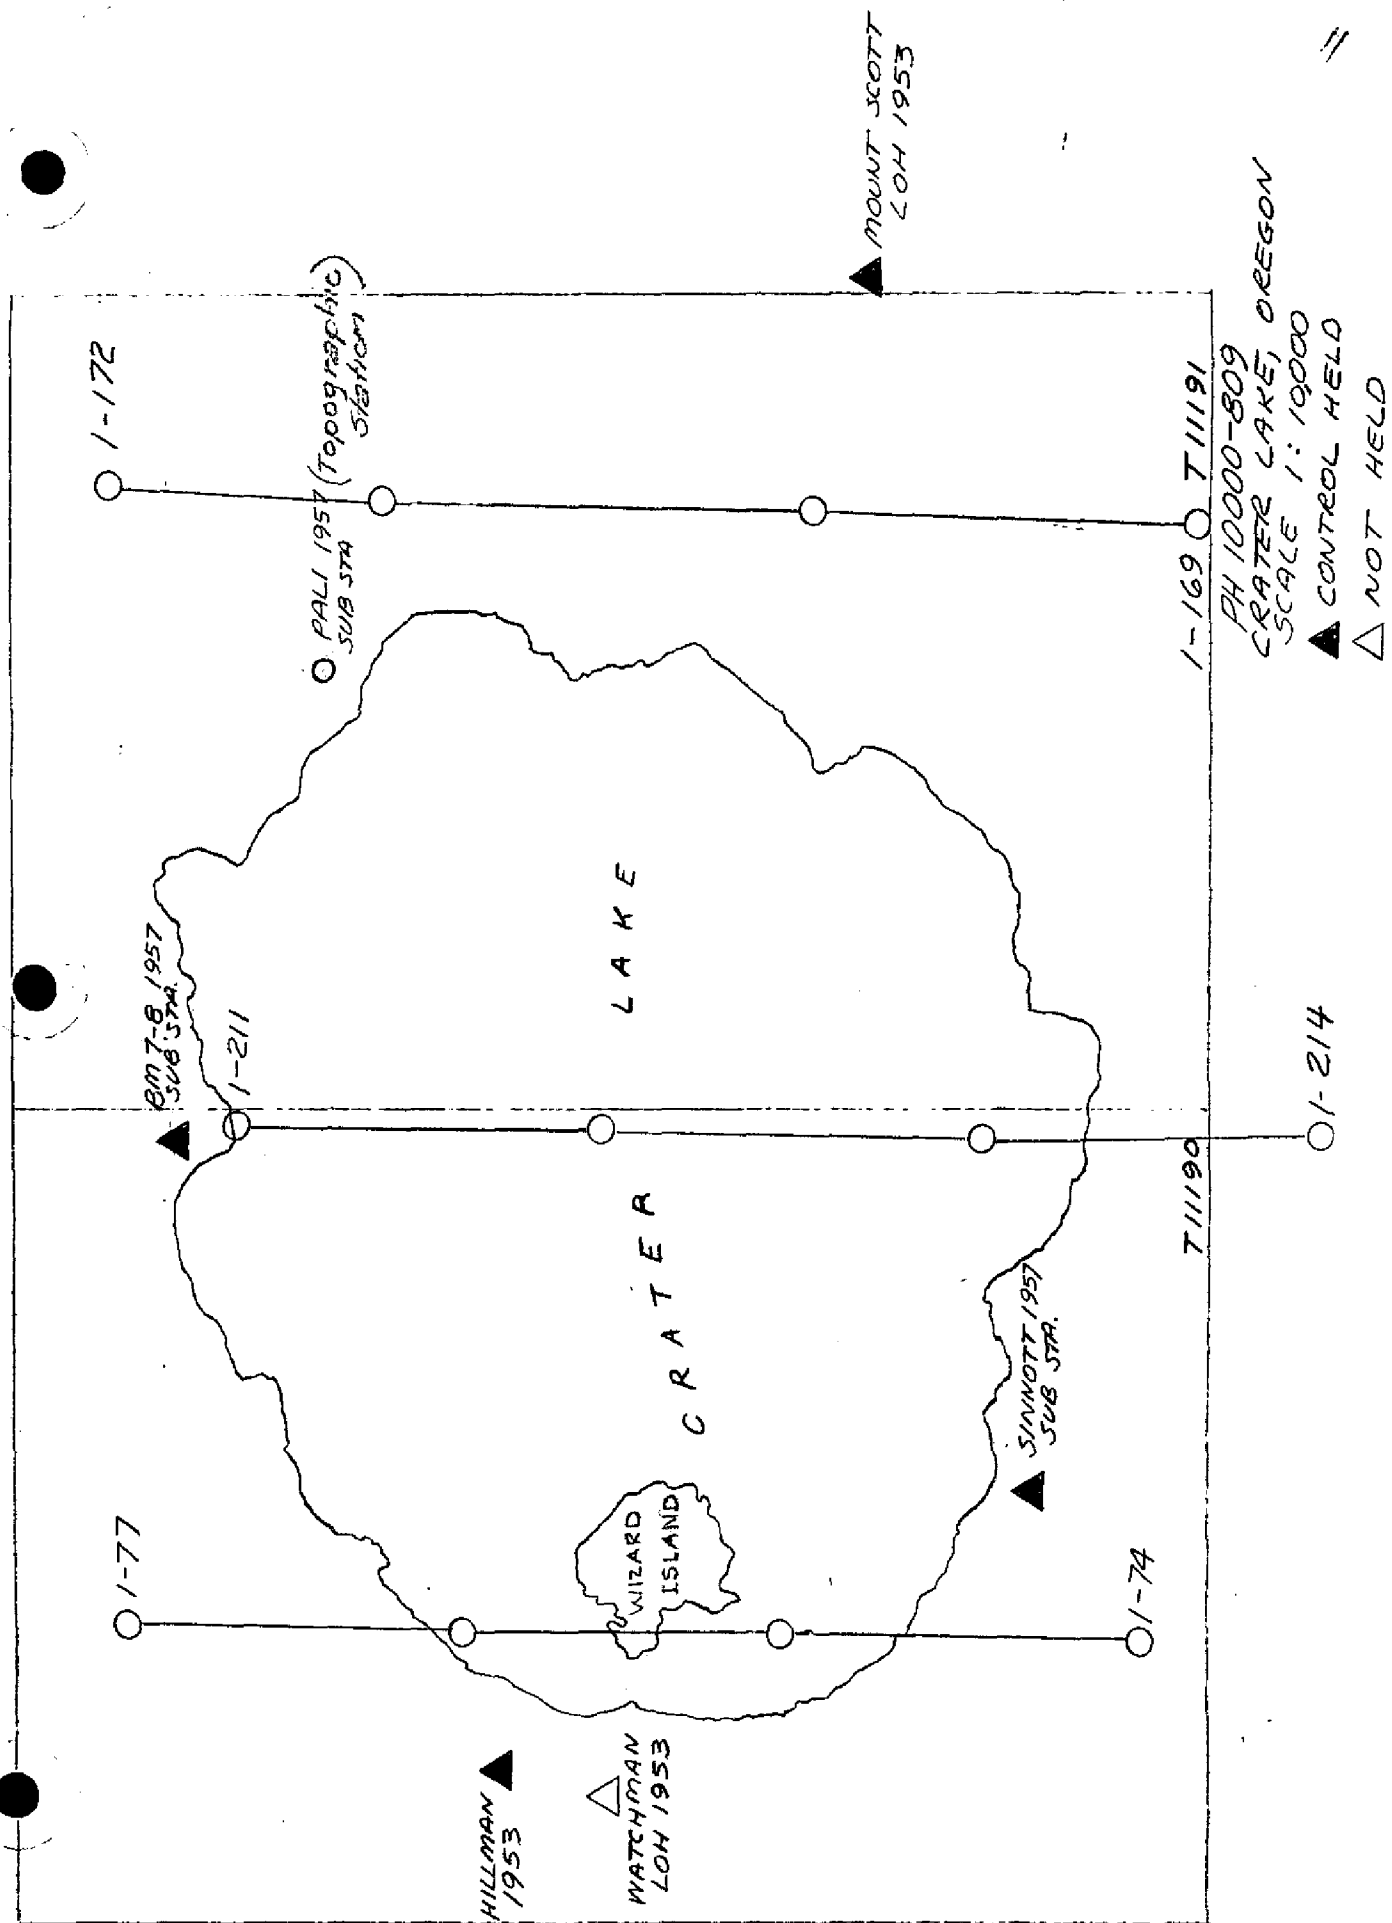 1-172
PALI 1957 (Topographic
SUB STA Station)
BM 7-8 1957
SUB STA.
1-211
1-77
HILLMAN
1953
WATCHMAN
LOH 1953
WIZARD
ISLAND
CRATER LAKE
MOUNT SCOTT
LOH 1953
SINNOTT 1957
SUB STA.
1-74
T11190
1-214
1-169 T11191
PH 10000-809
CRATER LAKE, OREGON
SCALE 1:10,000
▲ CONTROL HELD
△ NOT HELD
11